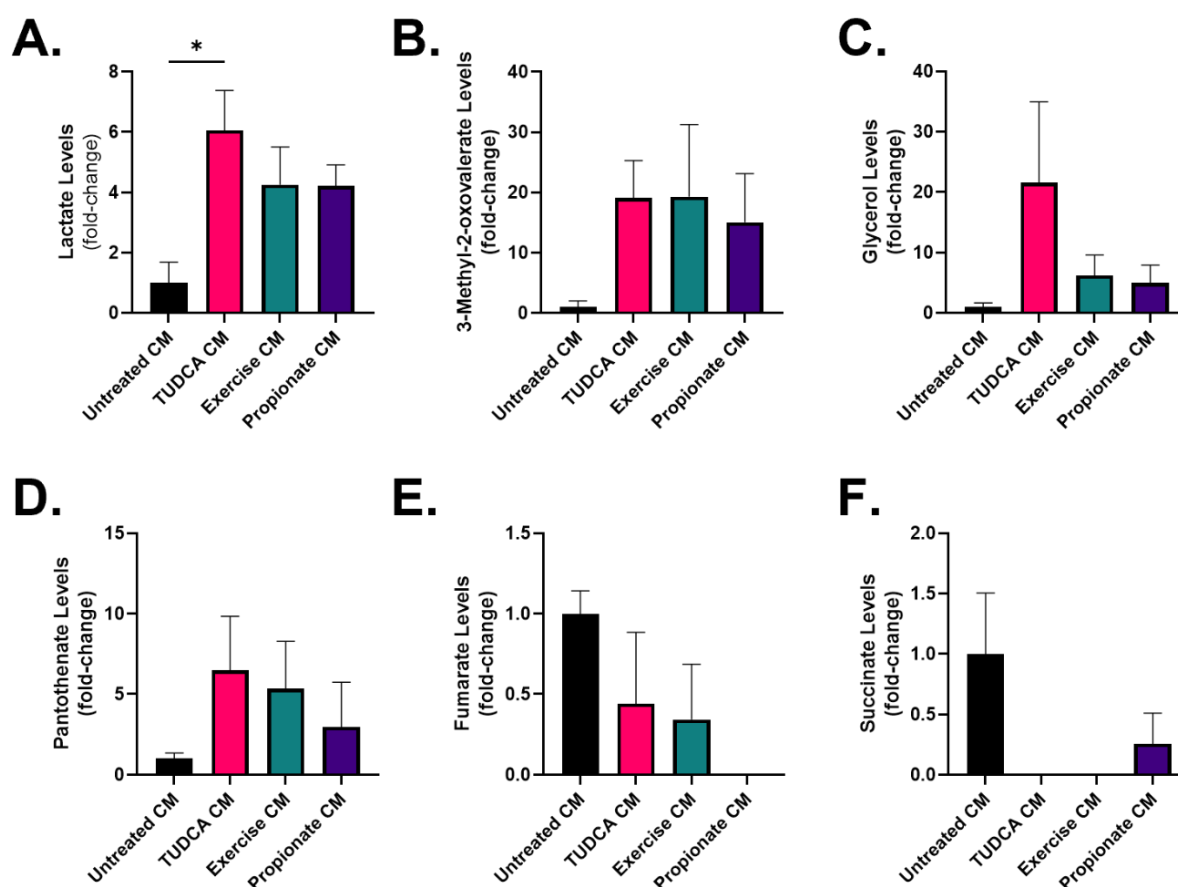 A.
*
Lactate Levels
(fold-change)
8
6
4
2
0
Untreated CM
TUDCA CM
Exercise CM
Propionate CM
B.
3-Methyl-2-oxovalerate Levels
(fold-change)
40
30
20
10
0
Untreated CM
TUDCA CM
Exercise CM
Propionate CM
C.
Glycerol Levels
(fold-change)
40
30
20
10
0
Untreated CM
TUDCA CM
Exercise CM
Propionate CM
D.
Pantothenate Levels
(fold-change)
15
10
5
0
Untreated CM
TUDCA CM
Exercise CM
Propionate CM
E.
Fumarate Levels
(fold-change)
1.5
1.0
0.5
0.0
Untreated CM
TUDCA CM
Exercise CM
Propionate CM
F.
Succinate Levels
(fold-change)
2.0
1.5
1.0
0.5
0.0
Untreated CM
TUDCA CM
Exercise CM
Propionate CM